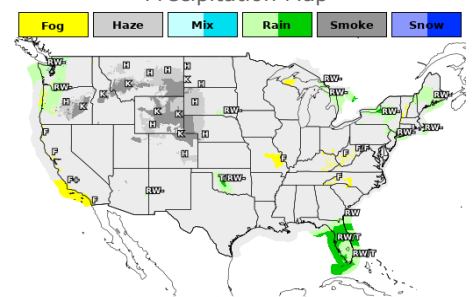 Precipitation Map
Fog Haze Mix Rain Smoke Snow
RW-
H H H H
K
H
RW-
K
K
H
K
K
H
RW-
RW-
RW-
RW-
F
K
K
H
H
K
H
RW-
RW-
F
H
F
F
F
F
F+
T/RW-
F
F
RW-
RW
RW/T
RW/T